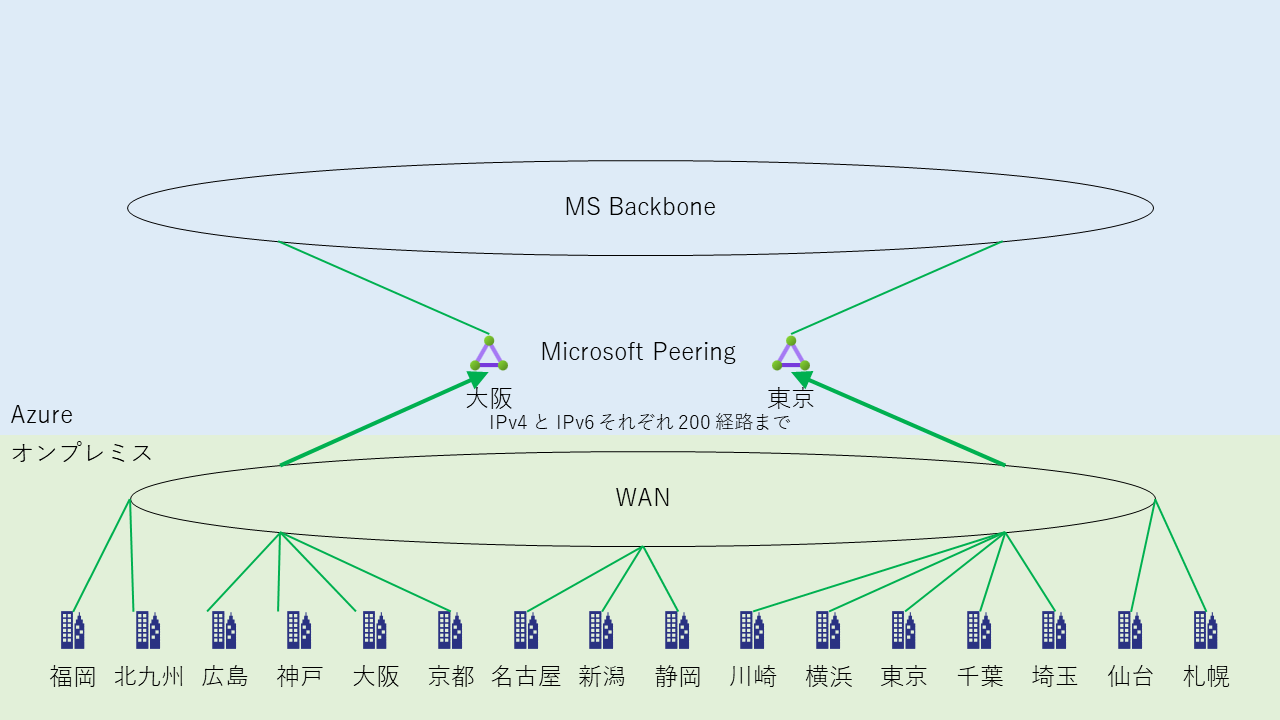 MS Backbone
Microsoft Peering
大阪
東京
IPv4 と IPv6 それぞれ 200 経路まで
Azure
オンプレミス
WAN
福岡
北九州
広島
神戸
大阪
京都
名古屋
新潟
静岡
川崎
横浜
東京
千葉
埼玉
仙台
札幌